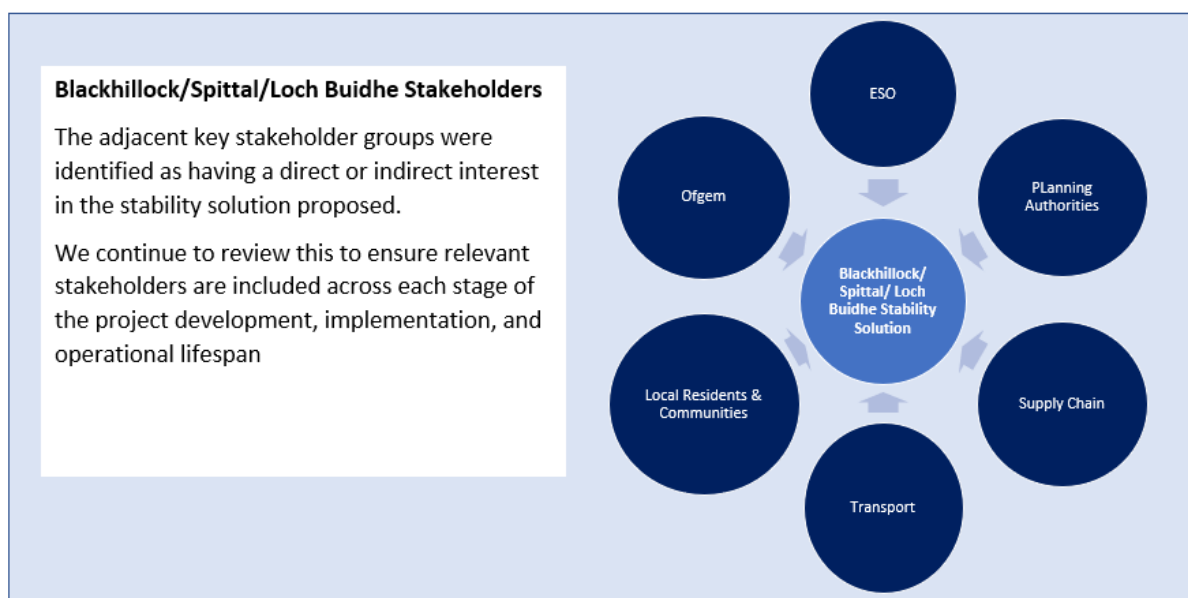 Blackhillock/Spittal/Loch Buidhe Stakeholders
The adjacent key stakeholder groups were
identified as having a direct or indirect interest
in the stability solution proposed.
We continue to review this to ensure relevant
stakeholders are included across each stage of
the project development, implementation, and
operational lifespan
ESO
PLanning
Authorities
Supply Chain
Transport
Local Residents &
Communities
Ofgem
Blackhillock/
Spittal/ Loch
Buidhe Stability
Solution